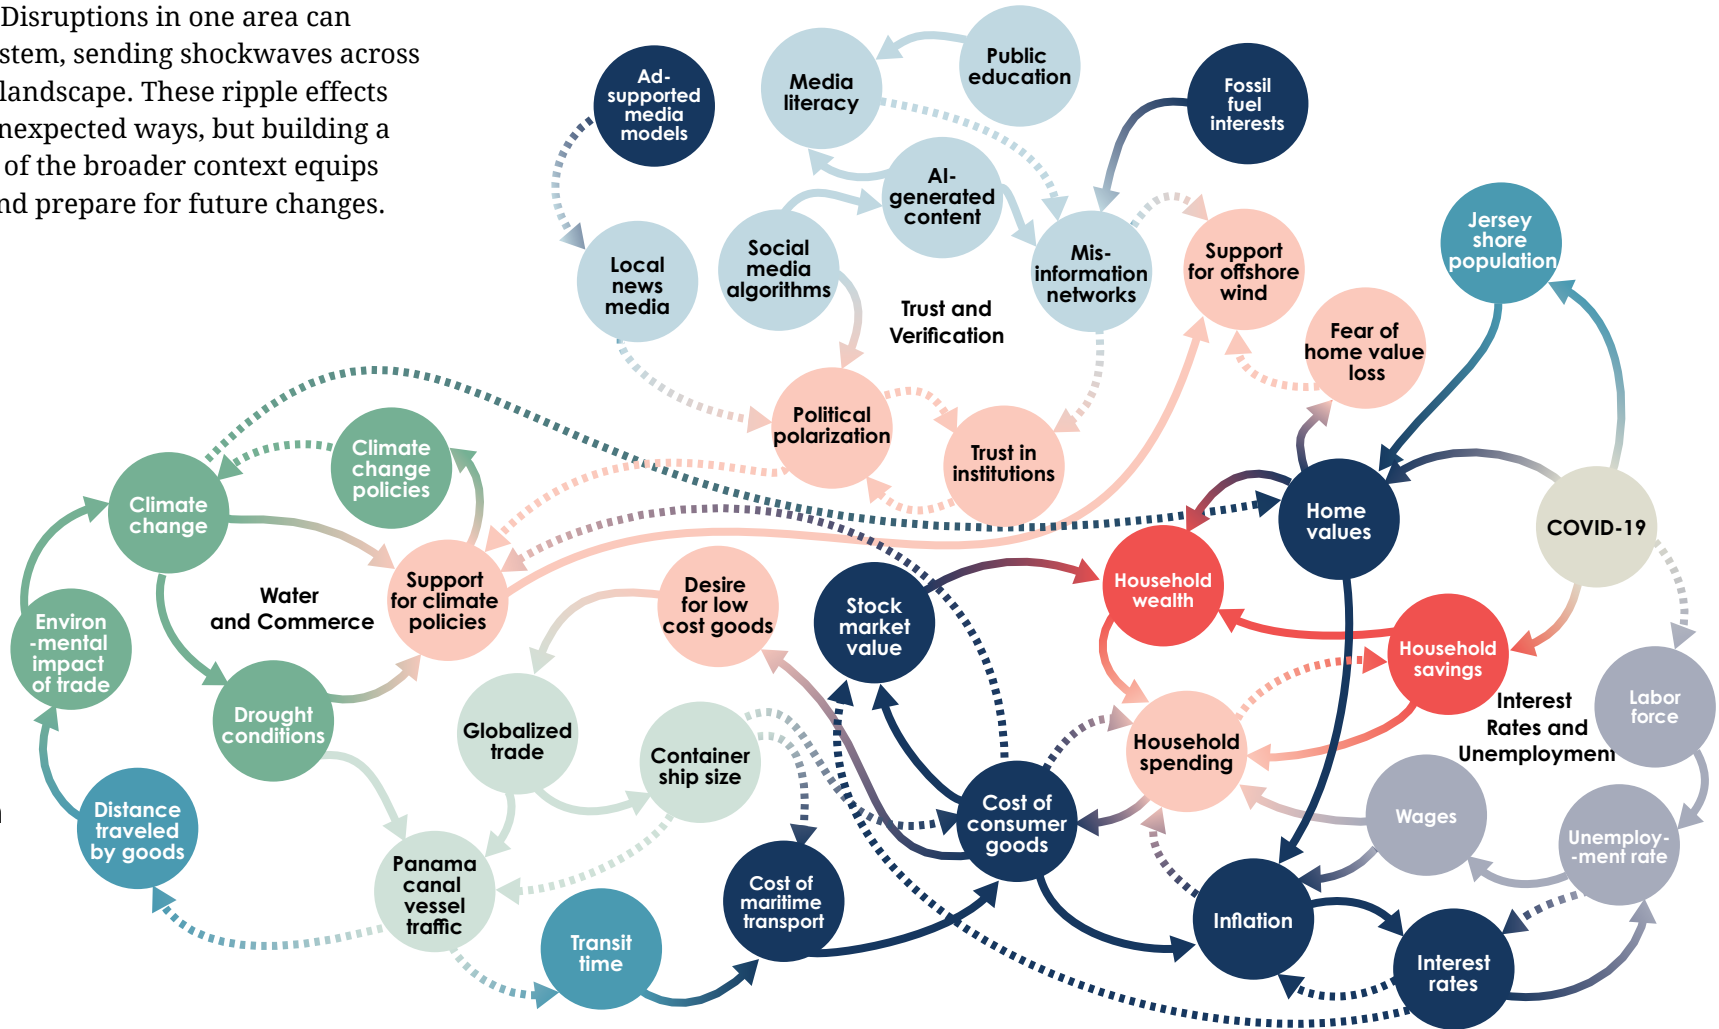 Disruptions in one area can
stem, sending shockwaves across
landscape. These ripple effects
nexpected ways, but building a
of the broader context equips
nd prepare for future changes.
Ad-
supported
media
models
Media
literacy
Public
education
Fossil
fuel
interests
AI-
generated
content
Local
news
media
Social
media
algorithms
Mis-
information
networks
Support
for offshore
wind
Jersey
shore
population
Trust and
Verification
Fear of
home value
loss
Political
polarization
Trust in
institutions
Climate
change
policies
Climate
change
Home
values
COVID-19
Environ
-mental
impact
of trade
Water
and Commerce
Support
for climate
policies
Desire
for low
cost goods
Stock
market
value
Household
wealth
Household
savings
Interest
Rates and
Unemployment
Labor
force
Drought
conditions
Globalized
trade
Container
ship size
Household
spending
Distance
traveled
by goods
Cost of
consumer
goods
Wages
Unemploy-
-ment rate
Panama
canal
vessel
traffic
Cost of
maritime
transport
Transit
time
Inflation
Interest
rates